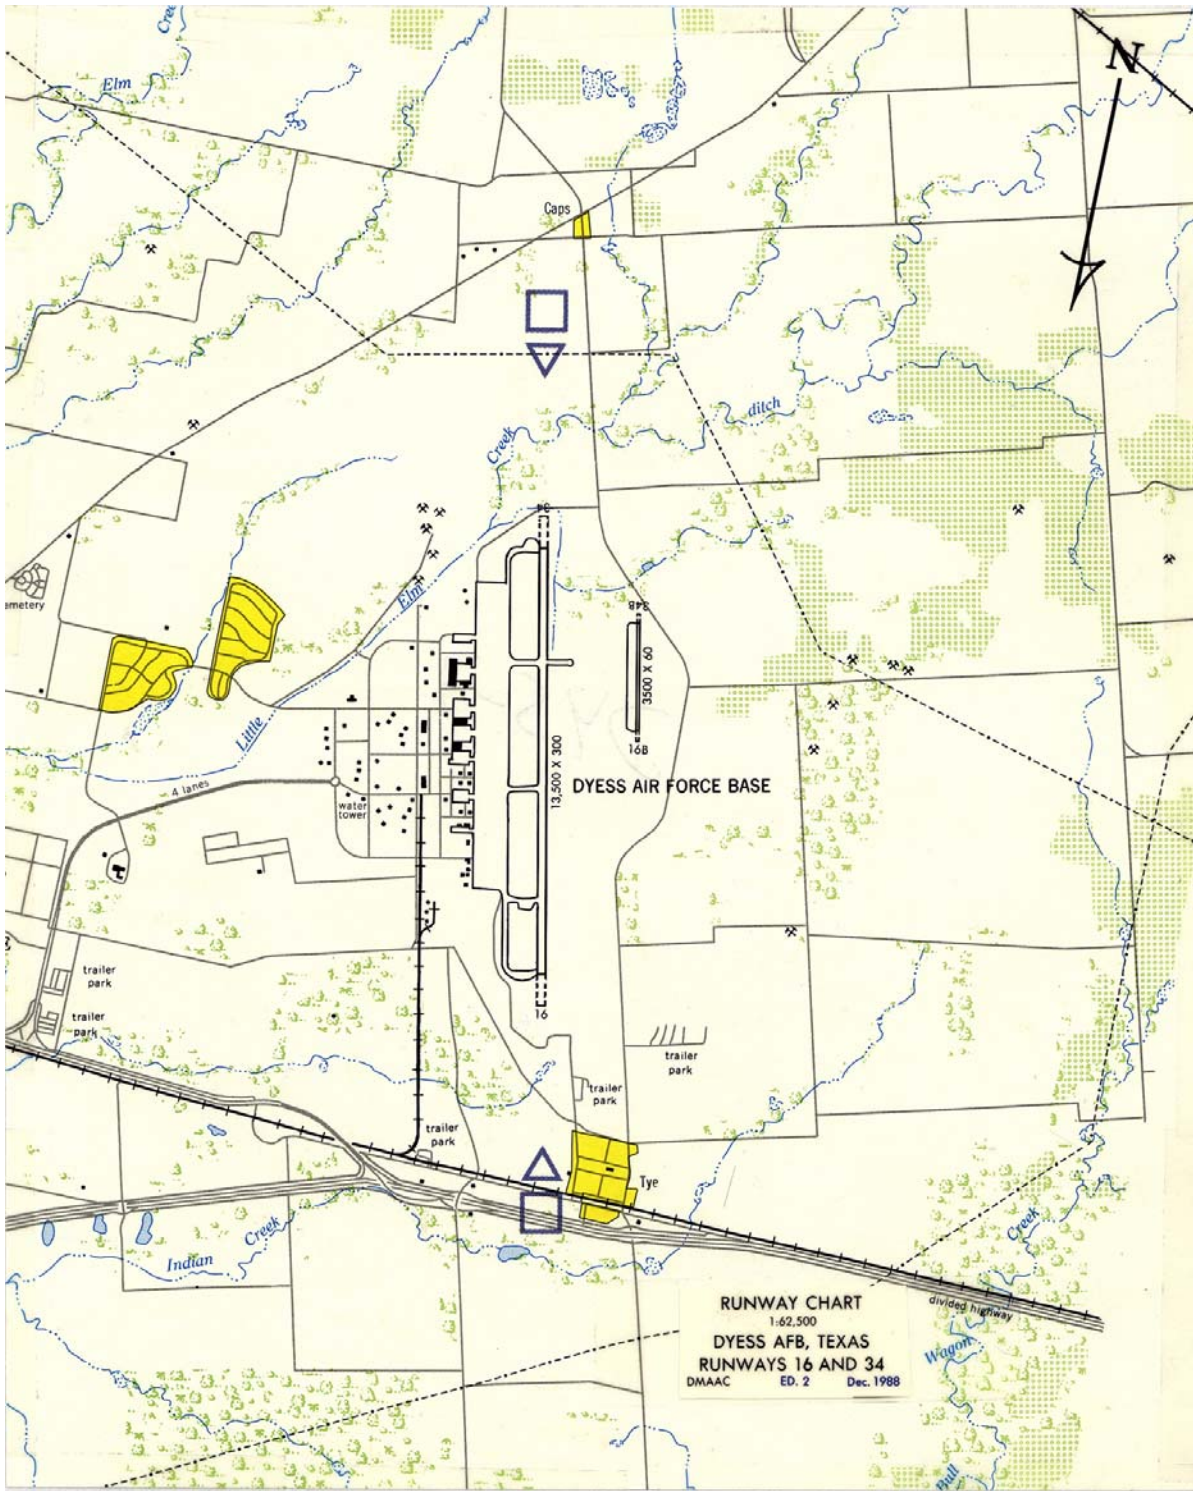 Creek
N
Elm
Caps
ditch
Creek
34
emetery
Elm
34B
3500 X 60
Little
16B
13,500 X 300
DYESS AIR FORCE BASE
4 lanes
water
tower
trailer
park
16
trailer
park
trailer
park
trailer
park
trailer
park
Tye
Creek
Creek
Indian
RUNWAY CHART
1:62,500
DYESS AFB, TEXAS
RUNWAYS 16 AND 34
DMAAC ED. 2 Dec. 1988
divided highway
Wagon
Bull